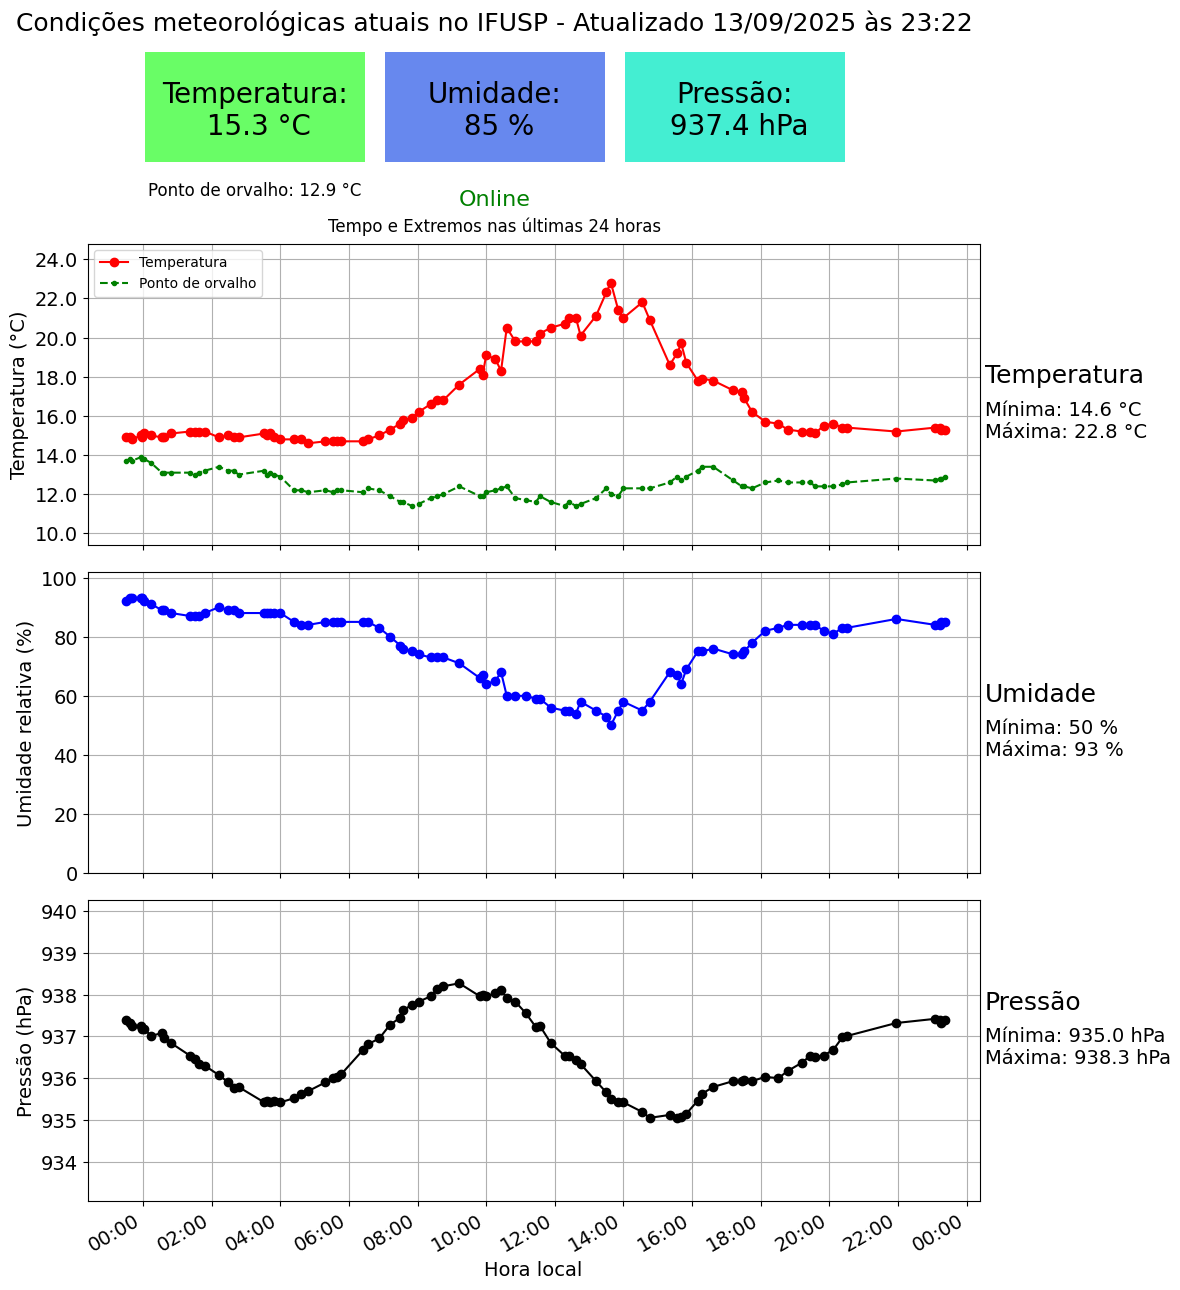 Condições meteorológicas atuais no IFUSP - Atualizado 13/09/2025 às 23:22
Temperatura:
15.3 °C
Umidade:
85 %
Pressão:
937.4 hPa
Ponto de orvalho: 12.9 °C
Online
Tempo e Extremos nas últimas 24 horas
Temperatura (°C)
24.0
22.0
20.0
18.0
16.0
14.0
12.0
10.0
Temperatura
Ponto de orvalho
Temperatura
Mínima: 14.6 °C
Máxima: 22.8 °C
Umidade relativa (%)
100
80
60
40
20
0
Umidade
Mínima: 50 %
Máxima: 93 %
Pressão (hPa)
940
939
938
937
936
935
934
Pressão
Mínima: 935.0 hPa
Máxima: 938.3 hPa
00:00
02:00
04:00
06:00
08:00
10:00
12:00
14:00
16:00
18:00
20:00
22:00
00:00
Hora local